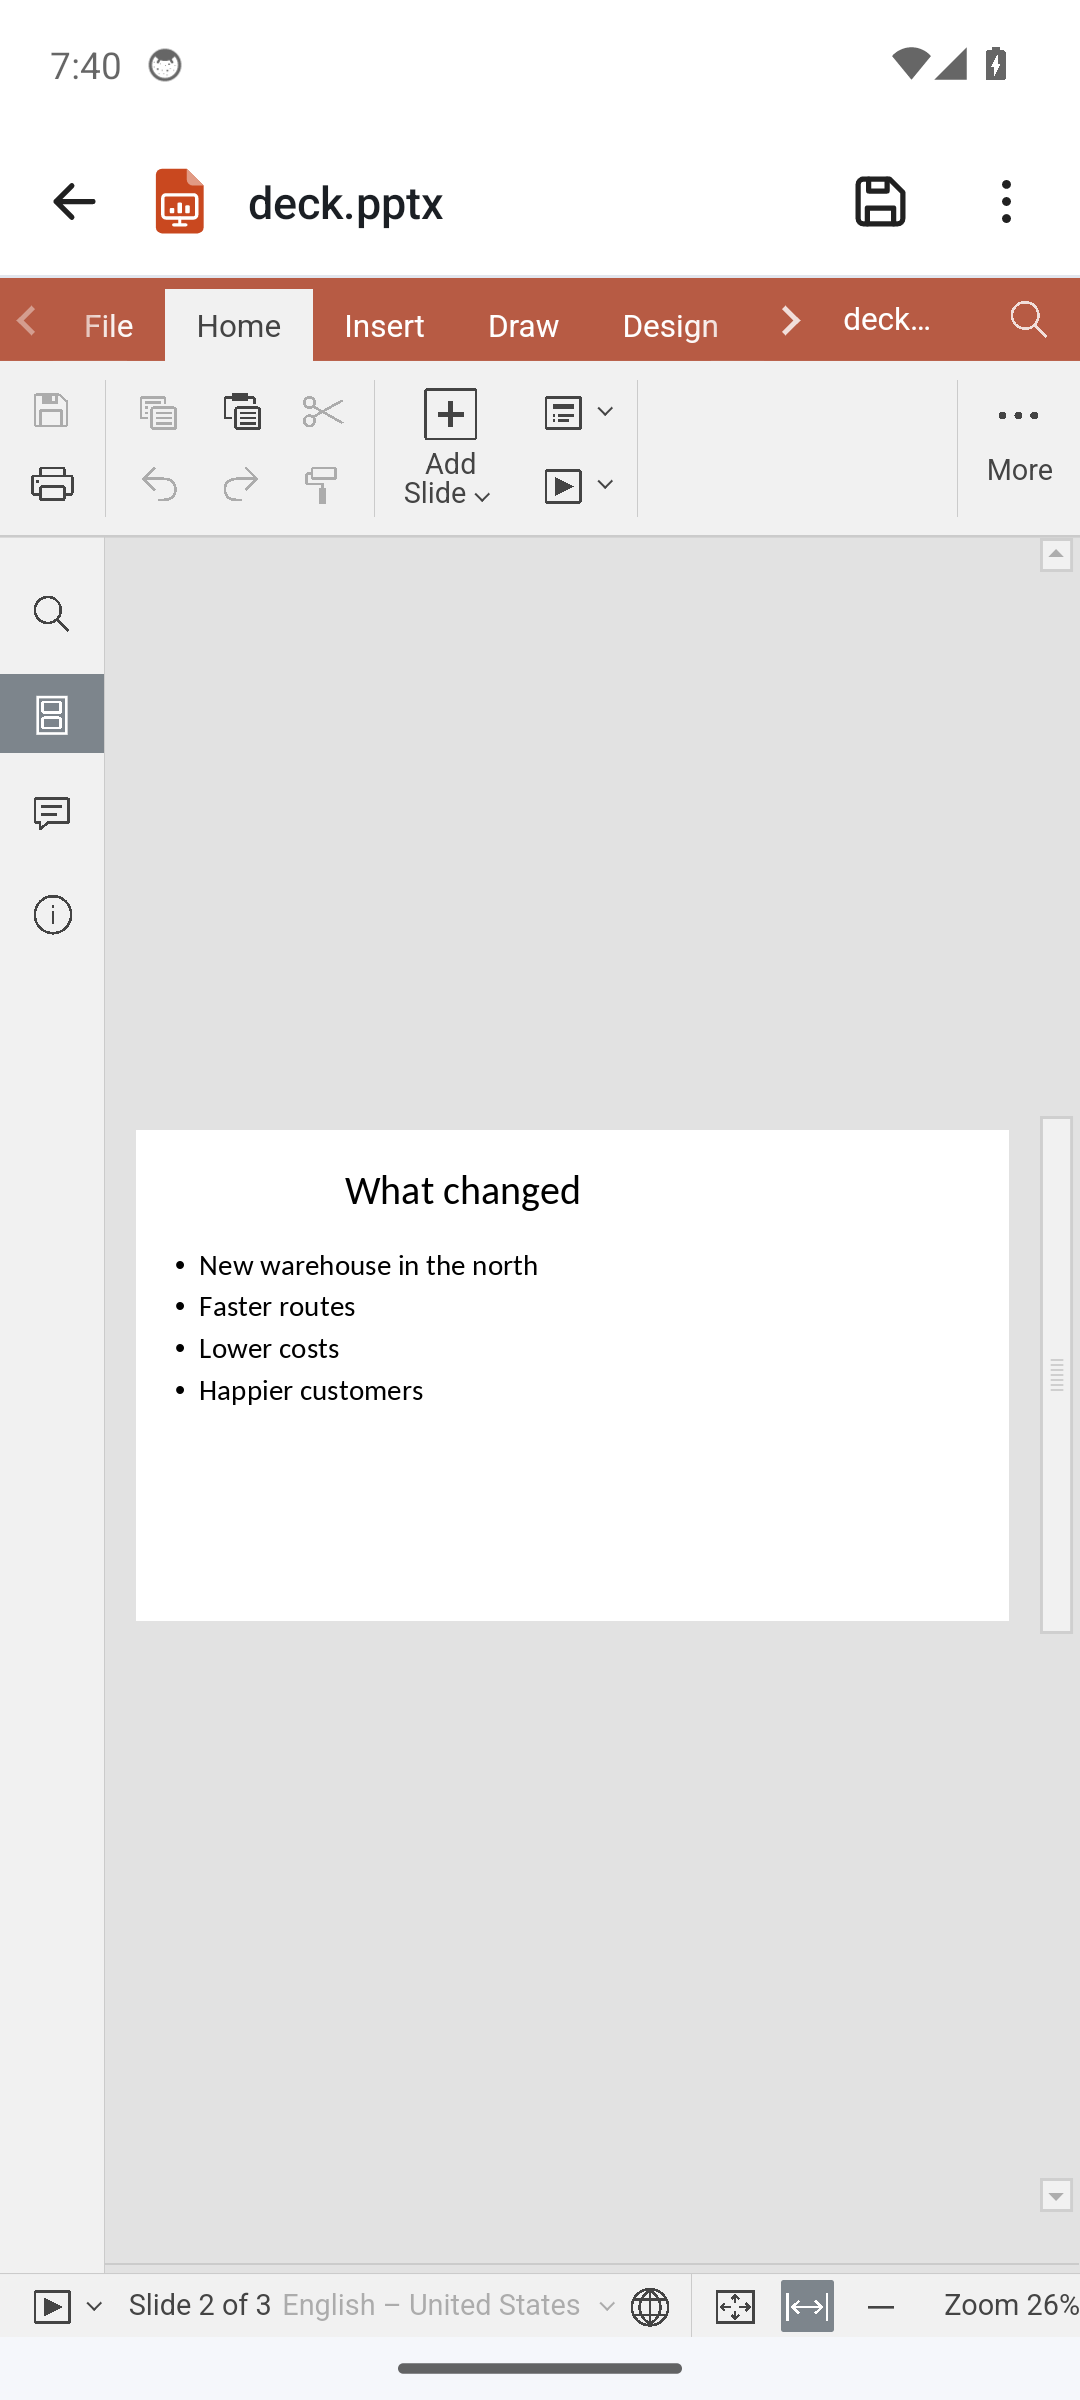 7:40
deck.pptx
File Home Insert Draw Design deck...
Add Slide
More
What changed
• New warehouse in the north
• Faster routes
• Lower costs
• Happier customers
Slide 2 of 3 English – United States Zoom 26%